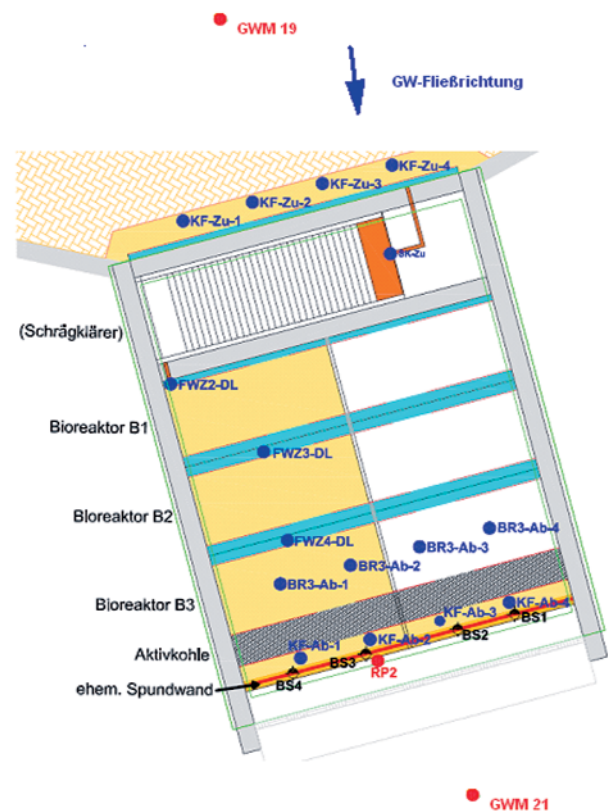 GWM 19
GW-Fließrichtung
KF-Zu-4
KF-Zu-3
KF-Zu-2
KF-Zu-1
SK-Zu
(Schrägklärer)
FWZ2-DL
Bioreaktor B1
FWZ3-DL
Bioreaktor B2
BR3-Ab-4
FWZ4-DL
BR3-Ab-3
BR3-Ab-2
BR3-Ab-1
Bioreaktor B3
KF-Ab-4
KF-Ab-3
BS1
KF-Ab-2
BS2
Aktivkohle
KF-Ab-1
BS3
RP2
ehem. Spundwand
BS4
GWM 21